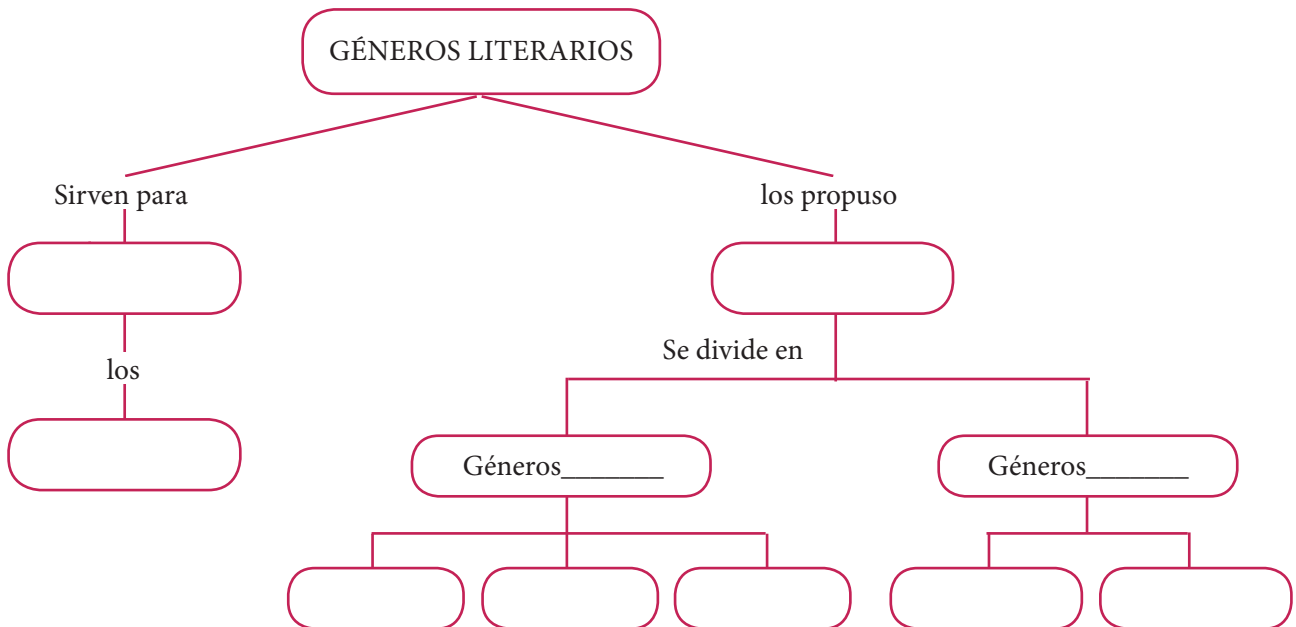 GÉNEROS LITERARIOS
Sirven para
los propuso
los
Se divide en
Géneros_______
Géneros_______